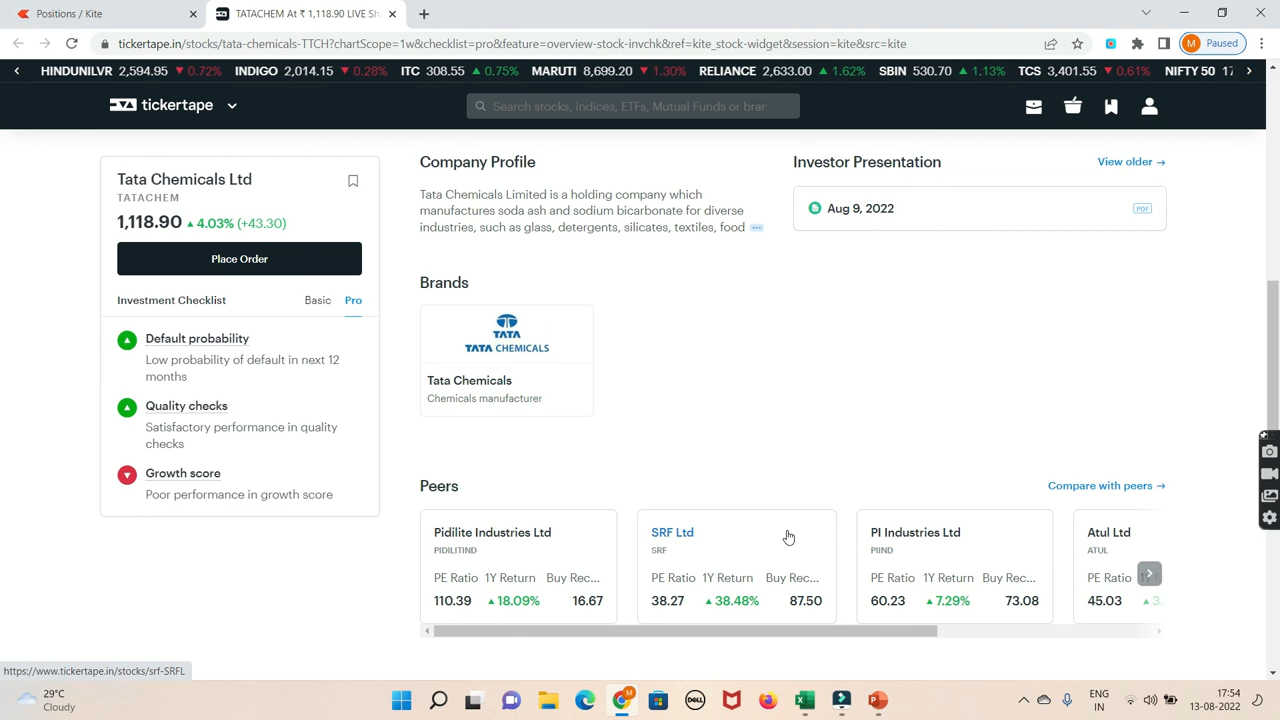 Positions / Kite
TATACHEM At ₹ 1,118.90 LIVE Sh
Paused
tickertape.in/stocks/tata-chemicals-TTCH?chartScope=1w&checklist=pro&feature=overview-stock-invchk&ref=kite_stock-widget&session=kite&src=kite
HINDUNILVR 2,594.95 ▼ 0.72% INDIGO 2,014.15 ▼ 0.28% ITC 308.55 ▲ 0.75% MARUTI 8,699.20 ▼ 1.30% RELIANCE 2,633.00 ▲ 1.62% SBIN 530.70 ▲ 1.13% TCS 3,401.55 ▼ 0.61% NIFTY 50 17
tickertape
Search stocks, indices, ETFs, Mutual Funds or brar
Tata Chemicals Ltd
TATACHEM
1,118.90 ▲ 4.03% (+43.30)
Place Order
Investment Checklist Basic Pro
Default probability
Low probability of default in next 12
months
Quality checks
Satisfactory performance in quality
checks
Growth score
Poor performance in growth score
Company Profile
Tata Chemicals Limited is a holding company which
manufactures soda ash and sodium bicarbonate for diverse
industries, such as glass, detergents, silicates, textiles, food
Investor Presentation View older →
Aug 9, 2022 PDF
Brands
TATA
TATA CHEMICALS
Tata Chemicals
Chemicals manufacturer
Peers Compare with peers →
Pidilite Industries Ltd
PIDILITIND
PE Ratio 1Y Return Buy Rec...
110.39 ▲ 18.09% 16.67
SRF Ltd
SRF
PE Ratio 1Y Return Buy Rec...
38.27 ▲ 38.48% 87.50
PI Industries Ltd
PIIND
PE Ratio 1Y Return Buy Rec...
60.23 ▲ 7.29% 73.08
Atul Ltd
ATUL
PE Ratio
45.03
https://www.tickertape.in/stocks/srf-SRFL
29°C
Cloudy
DELL
M
ENG
IN
17:54
13-08-2022